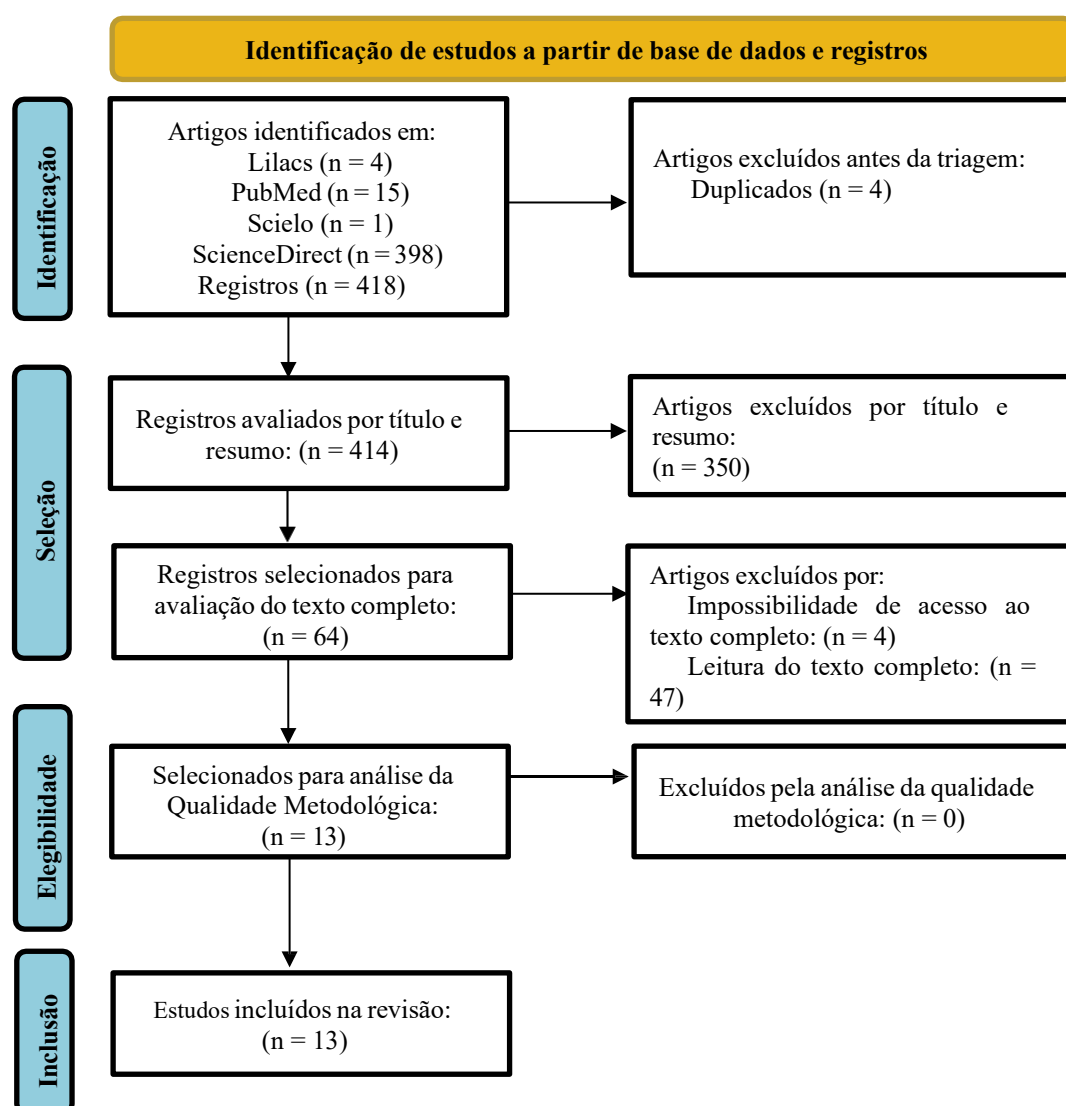 Identificação de estudos a partir de base de dados e registros
Identificação
Artigos identificados em:
Lilacs (n = 4)
PubMed (n = 15)
Scielo (n = 1)
ScienceDirect (n = 398)
Registros (n = 418)
Artigos excluídos antes da triagem:
Duplicados (n = 4)
Seleção
Registros avaliados por título e
resumo: (n = 414)
Artigos excluídos por título e
resumo:
(n = 350)
Registros selecionados para
avaliação do texto completo:
(n = 64)
Artigos excluídos por:
Impossibilidade de acesso ao
texto completo: (n = 4)
Leitura do texto completo: (n =
47)
Elegibilidade
Selecionados para análise da
Qualidade Metodológica:
(n = 13)
Excluídos pela análise da qualidade
metodológica: (n = 0)
Inclusão
Estudos incluídos na revisão:
(n = 13)